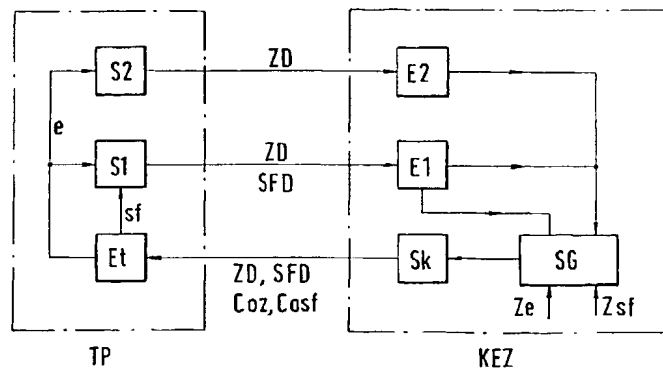 S2
ZD
E2
e
S1
ZD
SFD
E1
sf
Et
ZD, SFD
Coz, Cosf
Sk
SG
Ze
Zsf
TP
KEZ